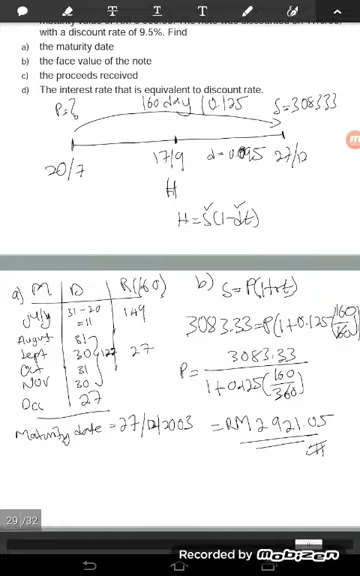 with a discount rate of 9.5%. Find
a) the maturity date
b) the face value of the note
c) the proceeds received
d) The interest rate that is equivalent to discount rate.
P=? 160 day / 0.125 S=308333
20/7 17/9 d=0.095 27/12
H
H=S(1-dt)
a) M D R(160) b) S=P(1+rt)
July 31-20 =11 149
August 31
Sept 30 122 27
Oct 31
Nov 30
Dec 27
3083.33=P(1+0.125(160/360)
P= 3083.33
1+0.125(160/360)
Maturity date = 27/12/2003 =RM2921.05
29 /32
Recorded by Mobizen